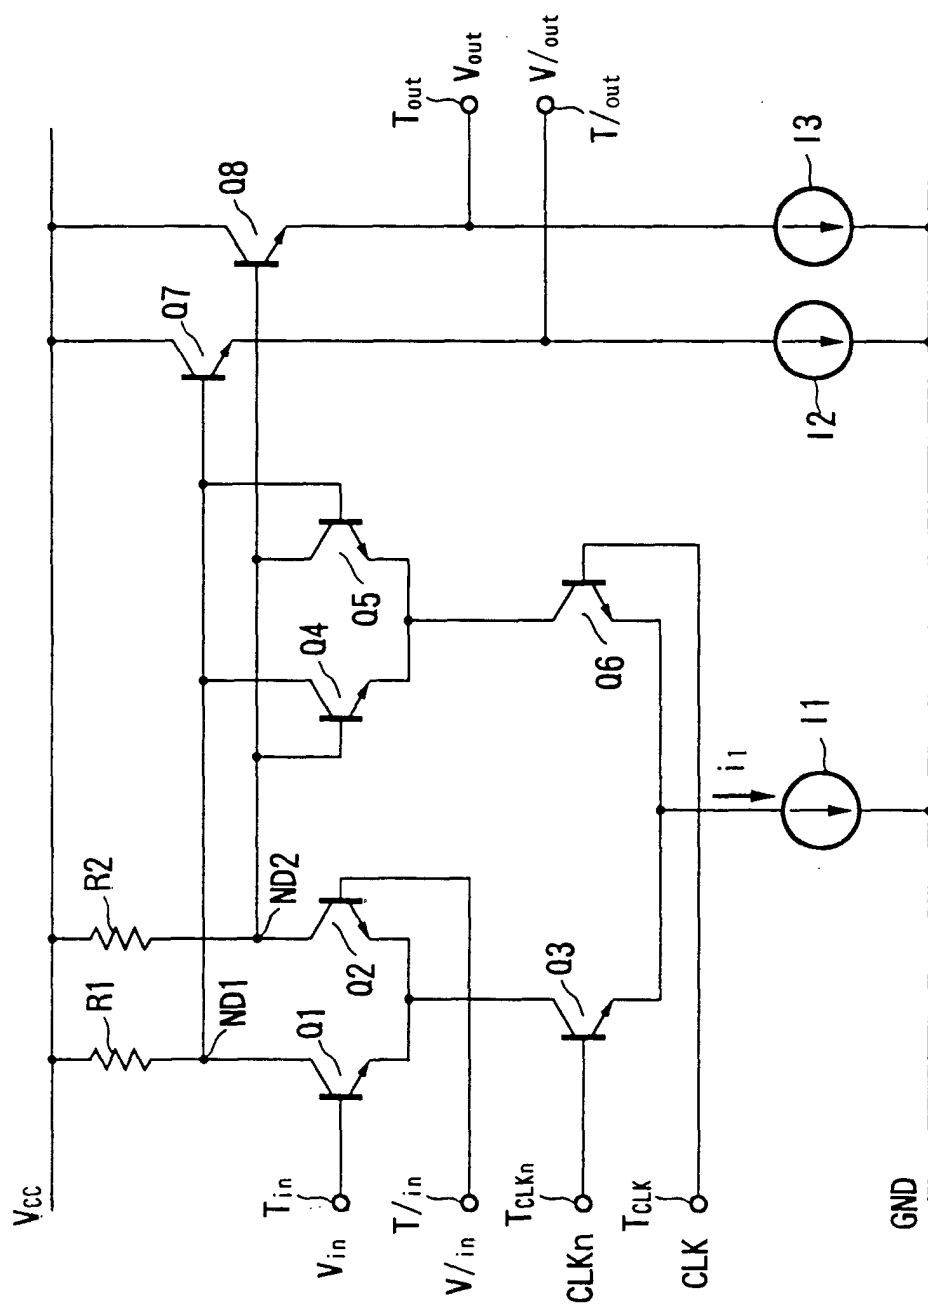 VCC
R1
R2
ND1
ND2
Q7
Q8
Tin
Vin
Q1
Q2
Q4
Q5
Tout
Vout
T/in
V/in
V/out
T/out
TCLKn
CLKn
Q3
Q6
TCLK
CLK
i1
I1
I2
I3
GND